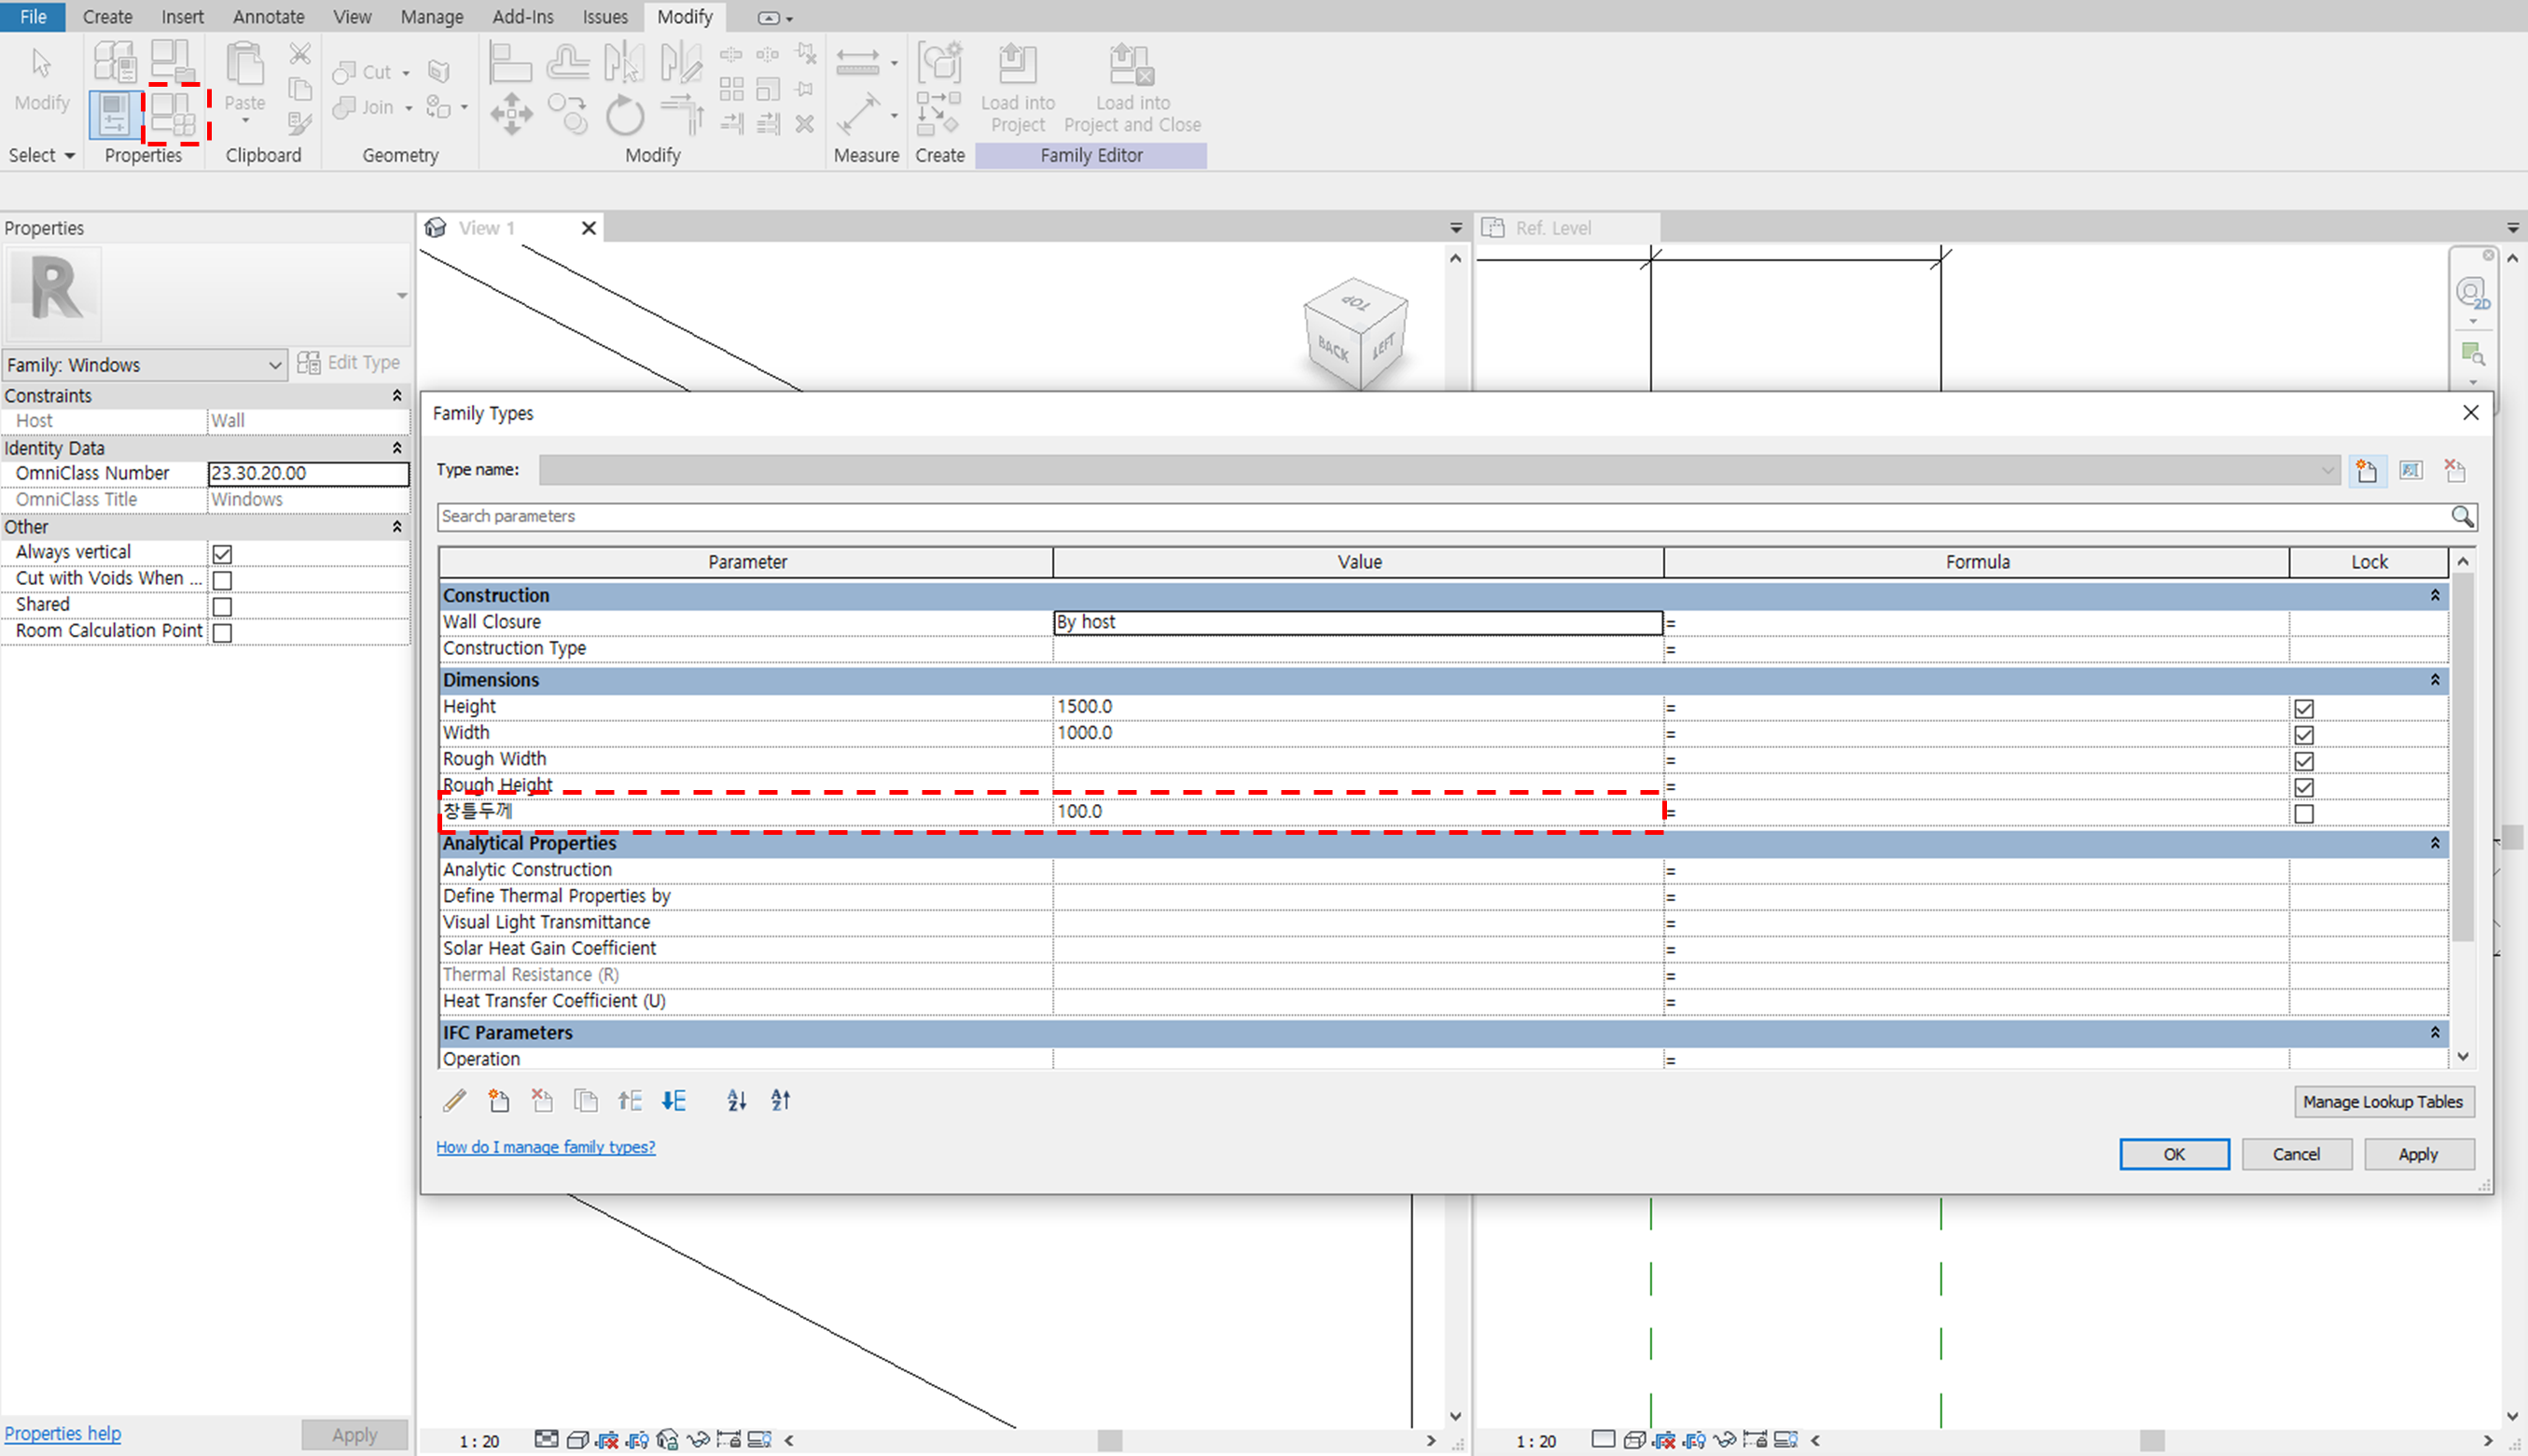 File Create Insert Annotate View Manage Add-Ins Issues Modify
Modify
Cut
Join
Paste
Load into Project
Load into Project and Close
Select Properties Clipboard Geometry Modify Measure Create Family Editor
Properties
View 1
Ref. Level
R
TOP
BACK
LEFT
2D
Family: Windows
Edit Type
Constraints
Host Wall
Identity Data
OmniClass Number 23.30.20.00
OmniClass Title Windows
Other
Always vertical
Cut with Voids When ...
Shared
Room Calculation Point
Family Types
Type name:
Search parameters
Parameter Value Formula Lock
Construction
Wall Closure By host =
Construction Type =
Dimensions
Height 1500.0 =
Width 1000.0 =
Rough Width =
Rough Height =
창틀두께 100.0 =
Analytical Properties
Analytic Construction =
Define Thermal Properties by =
Visual Light Transmittance =
Solar Heat Gain Coefficient =
Thermal Resistance (R) =
Heat Transfer Coefficient (U) =
IFC Parameters
Operation =
Manage Lookup Tables
How do I manage family types?
OK Cancel Apply
Properties help
Apply
1 : 20
1 : 20